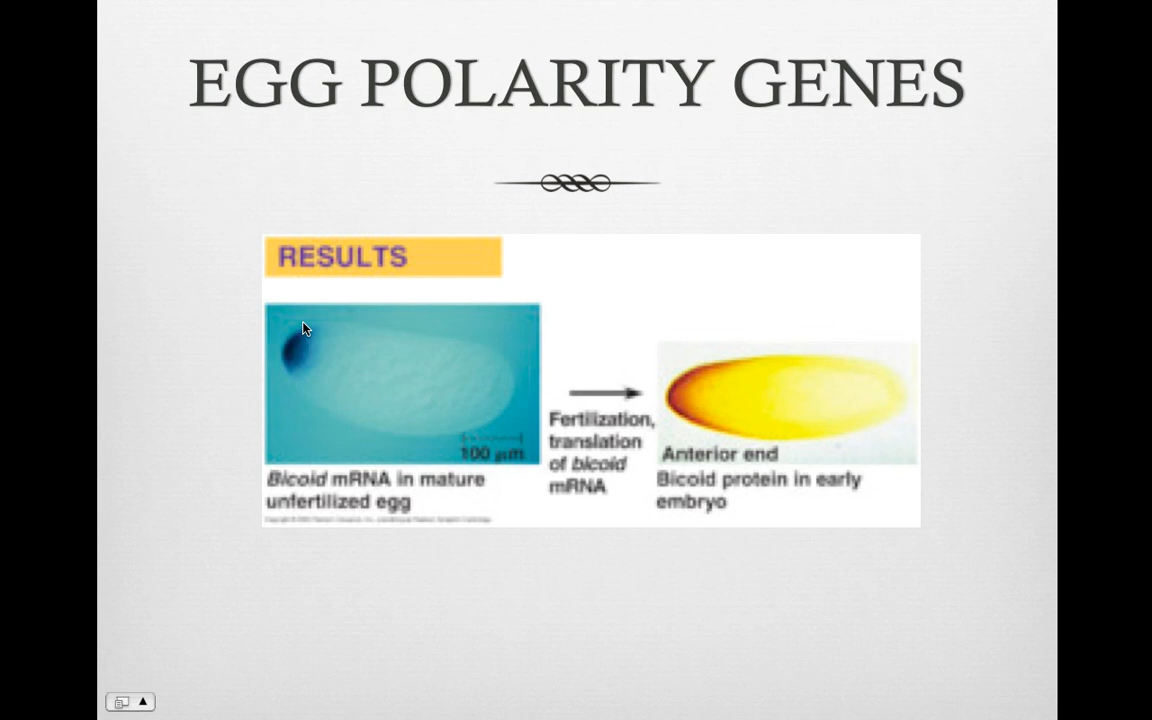 EGG POLARITY GENES
RESULTS
100 μm
Bicoid mRNA in mature
unfertilized egg
Fertilization,
translation
of bicoid
mRNA
Anterior end
Bicoid protein in early
embryo